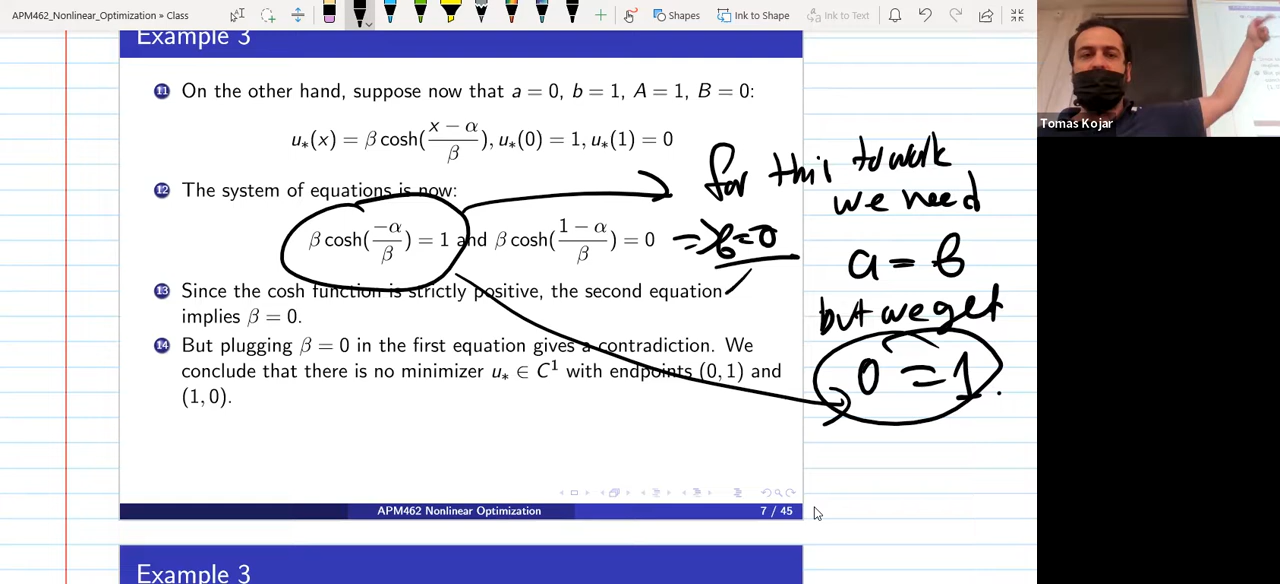 APM462_Nonlinear_Optimization » Class
Shapes
Ink to Shape
Ink to Text
Tomas Kojar
Example 3
11 On the other hand, suppose now that a = 0, b = 1, A = 1, B = 0:
u∗(x) = β cosh(x − α / β), u∗(0) = 1, u∗(1) = 0
12 The system of equations is now:
β cosh(−α / β) = 1 and β cosh(1 − α / β) = 0
13 Since the cosh function is strictly positive, the second equation
implies β = 0.
14 But plugging β = 0 in the first equation gives a contradiction. We
conclude that there is no minimizer u∗ ∈ C¹ with endpoints (0, 1) and
(1, 0).
for this to work
we need
a = b
but we get
0 = 1.
APM462 Nonlinear Optimization
7 / 45
Example 3